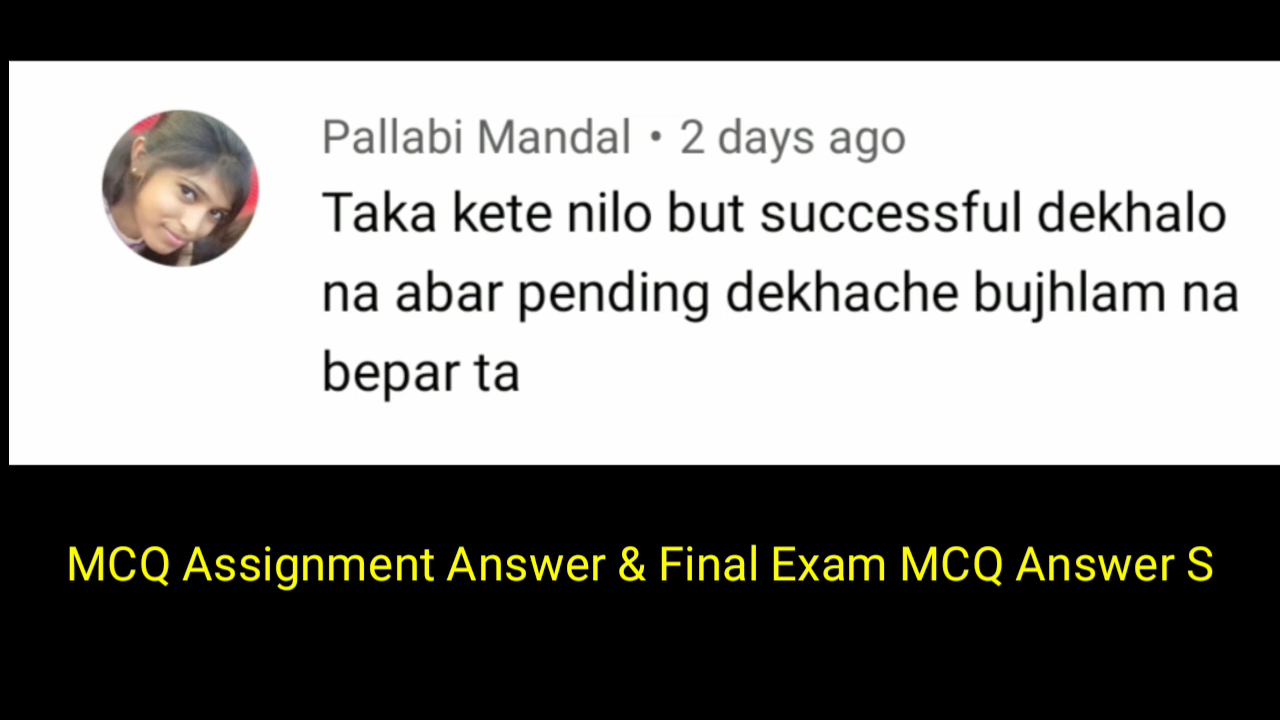 Pallabi Mandal • 2 days ago
Taka kete nilo but successful dekhalo
na abar pending dekhache bujhlam na
bepar ta
MCQ Assignment Answer & Final Exam MCQ Answer S